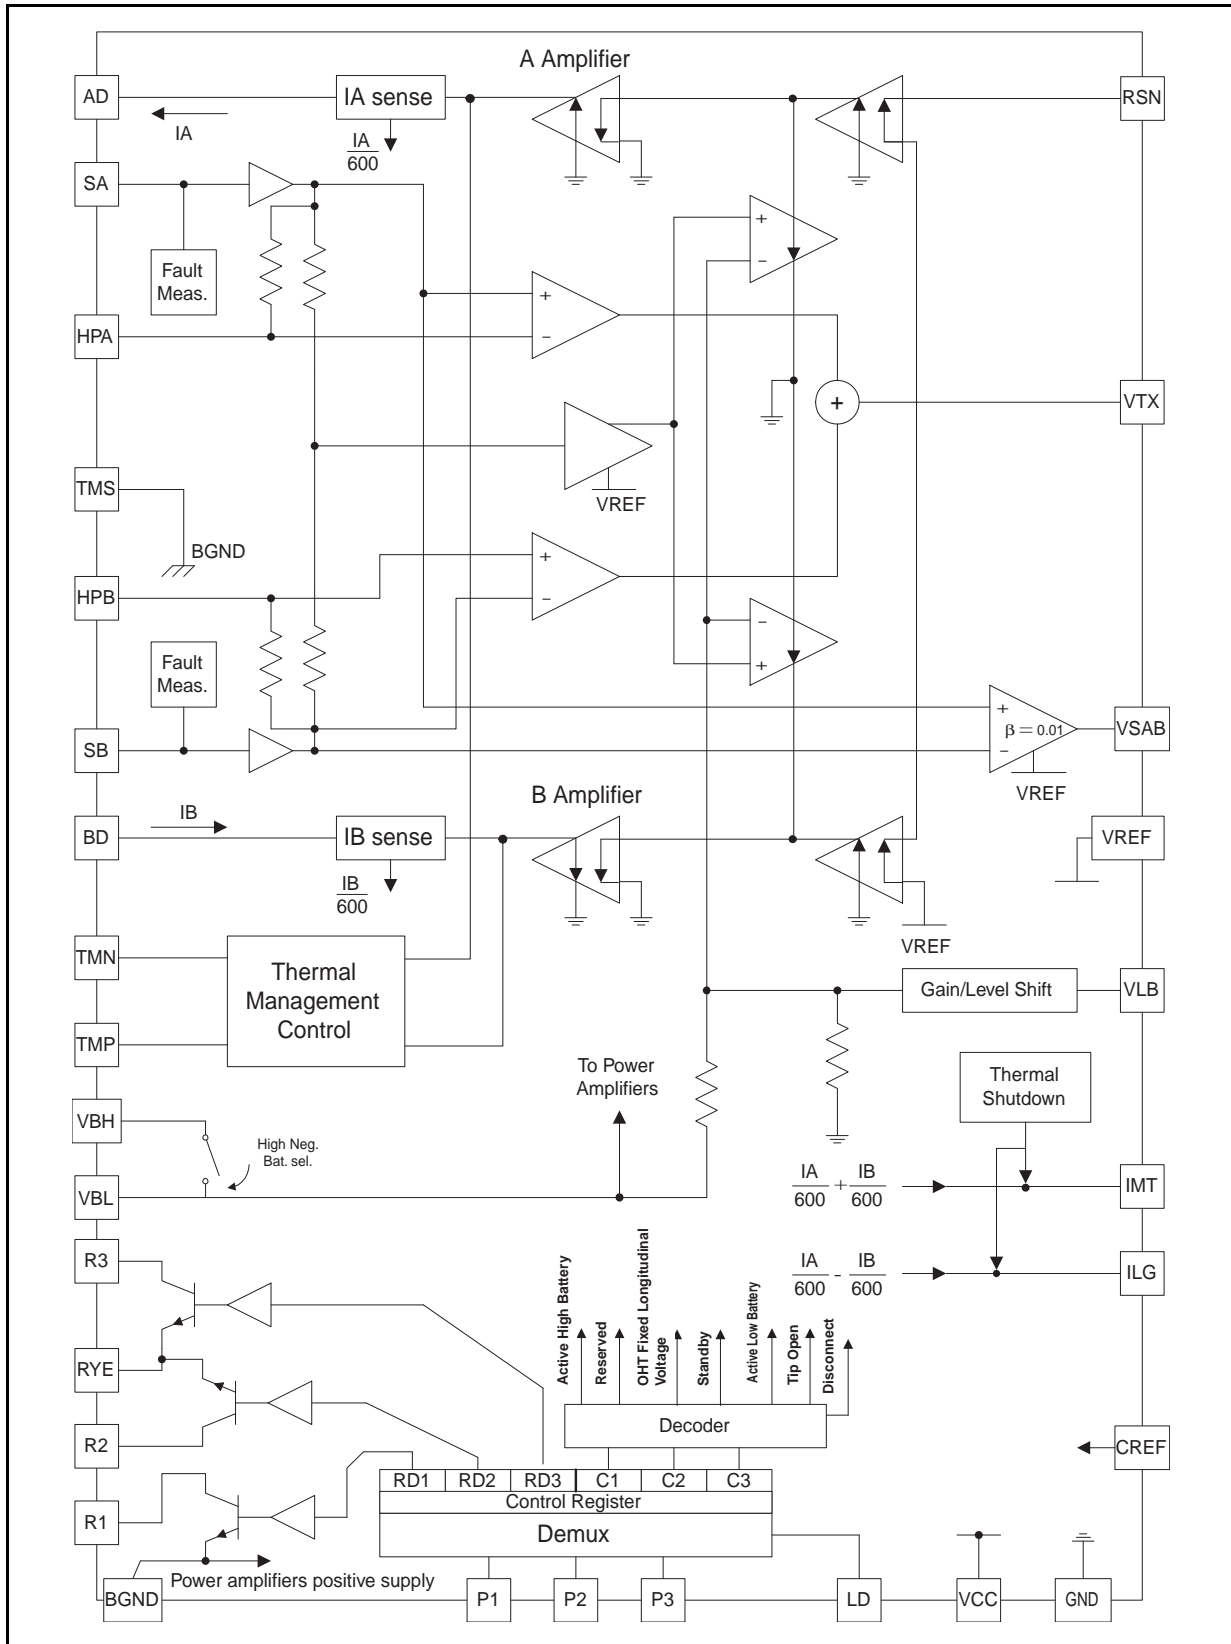 A Amplifier
AD
IA sense
RSN
IA
IA
600
SA
+
−
Fault
Meas.
+
−
HPA
+
VTX
TMS
VREF
BGND
+
−
HPB
−
+
Fault
Meas.
+
β = 0.01
−
SB
VSAB
VREF
B Amplifier
IB
BD
IB sense
VREF
IB
600
VREF
TMN
Thermal
Management
Control
Gain/Level Shift
VLB
TMP
To Power
Amplifiers
Thermal
Shutdown
VBH
High Neg.
Bat. sel.
VBL
IA
600
+
IB
600
IMT
R3
IA
600
-
IB
600
ILG
Active High Battery
Reserved
OHT Fixed Longitudinal
Voltage
Standby
Active Low Battery
Tip Open
Disconnect
RYE
Decoder
R2
CREF
RD1 RD2 RD3 C1 C2 C3
Control Register
R1
Demux
Power amplifiers positive supply
BGND
P1
P2
P3
LD
VCC
GND